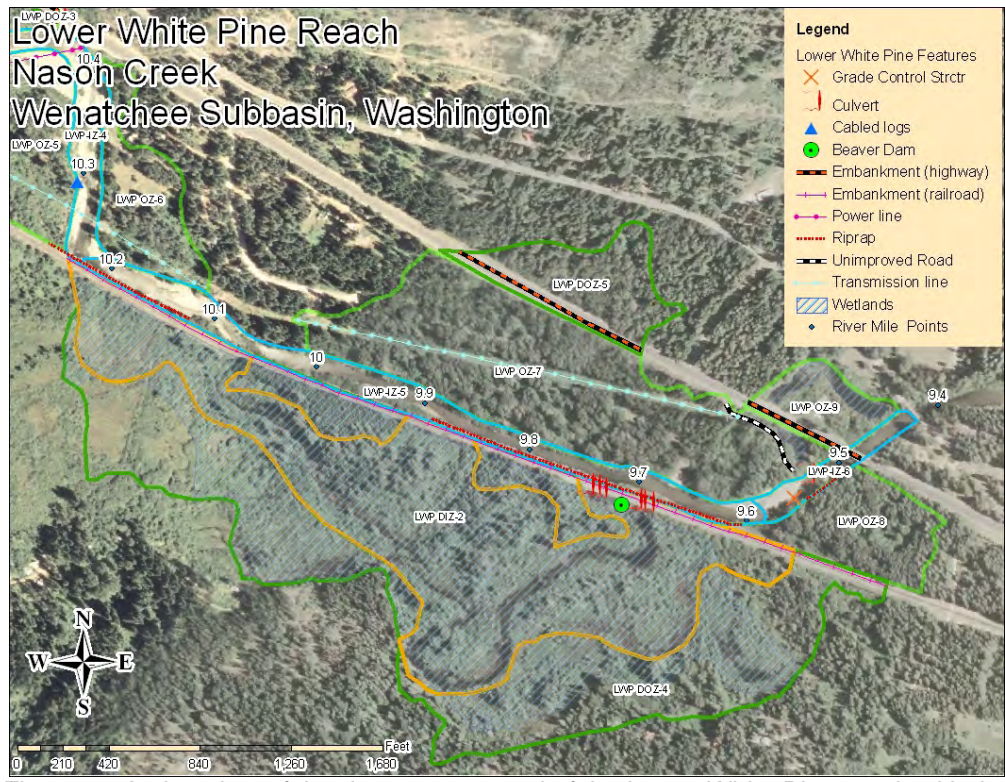 LWP DOZ-3
Lower White Pine Reach
10.4
Nason Creek
Wenatchee Subbasin, Washington
LWP OZ-5
LWP-IZ-4
10.3
LWP OZ-6
10.2
10.1
LWP DOZ-5
10
LWP OZ-7
LWP-IZ-5
9.9
9.8
9.7
9.6
LWP OZ-9
9.4
9.5
LWP-IZ-6
LWP OZ-8
LWP DIZ-2
LWP DOZ-4
Legend
Lower White Pine Features
Grade Control Strctr
Culvert
Cabled logs
Beaver Dam
Embankment (highway)
Embankment (railroad)
Power line
Riprap
Unimproved Road
Transmission line
Wetlands
River Mile Points
N
W E
S
Feet
0 210 420 840 1,260 1,680